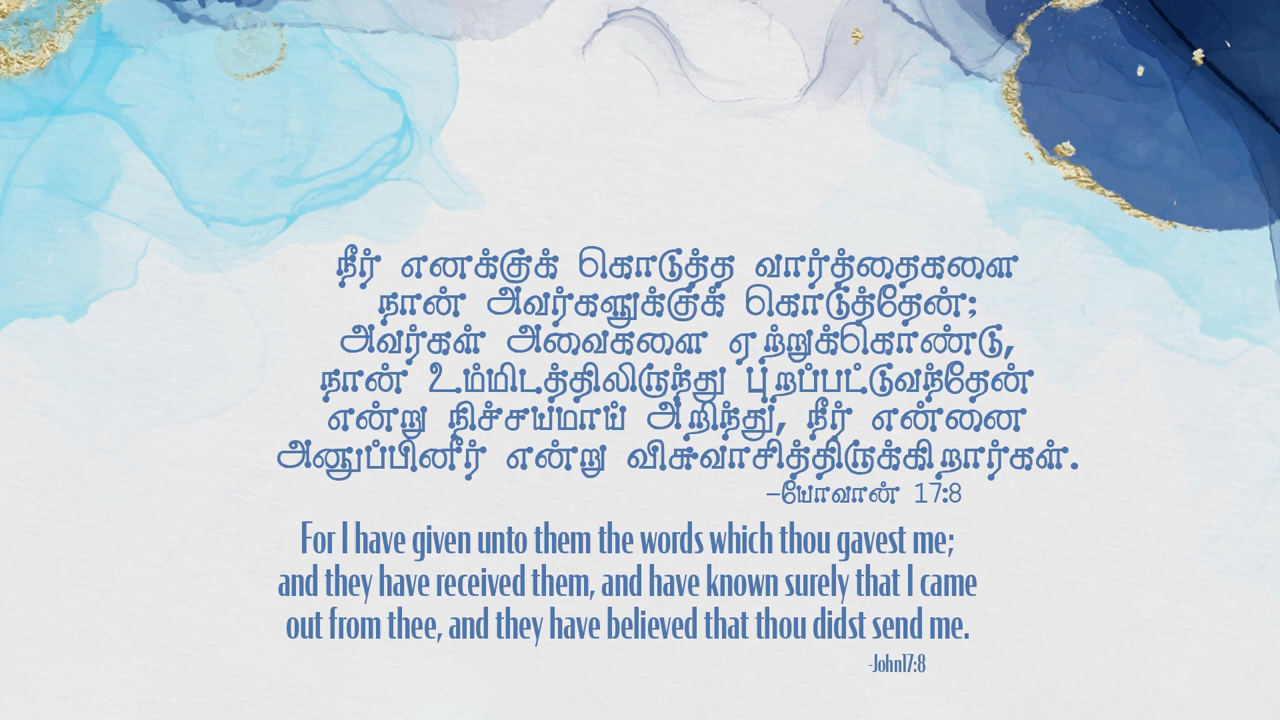 நீர் எனக்குக் கொடுத்த வார்த்தைகளை
நான் அவர்களுக்குக் கொடுத்தேன்;
அவர்கள் அவைகளை ஏற்றுக்கொண்டு,
நான் உம்மிடத்திலிருந்து புறப்பட்டுவந்தேன்
என்று நிச்சயமாய் அறிந்து, நீர் என்னை
அனுப்பினீர் என்று விசுவாசித்திருக்கிறார்கள்.
-யோவான் 17:8
For I have given unto them the words which thou gavest me;
and they have received them, and have known surely that I came
out from thee, and they have believed that thou didst send me.
-John17:8